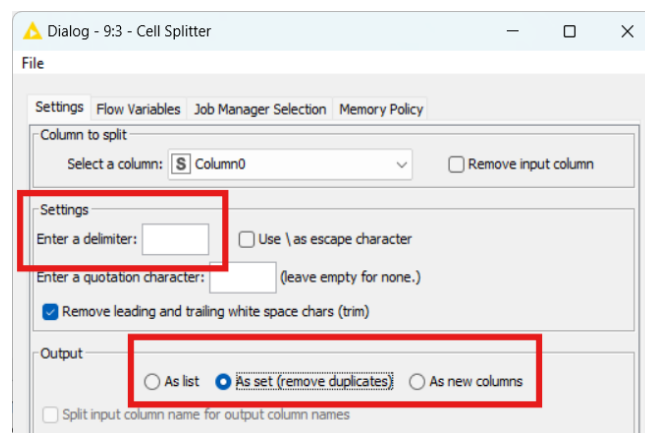 Dialog - 9:3 - Cell Splitter
File
Settings Flow Variables Job Manager Selection Memory Policy
Column to split
Select a column: S Column0 Remove input column
Settings
Enter a delimiter: Use \ as escape character
Enter a quotation character: (leave empty for none.)
Remove leading and trailing white space chars (trim)
Output
As list As set (remove duplicates) As new columns
Split input column name for output column names